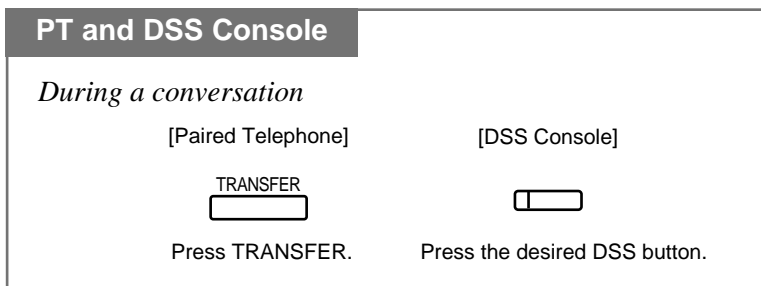 PT and DSS Console
During a conversation
[Paired Telephone] [DSS Console]
TRANSFER
Press TRANSFER. Press the desired DSS button.